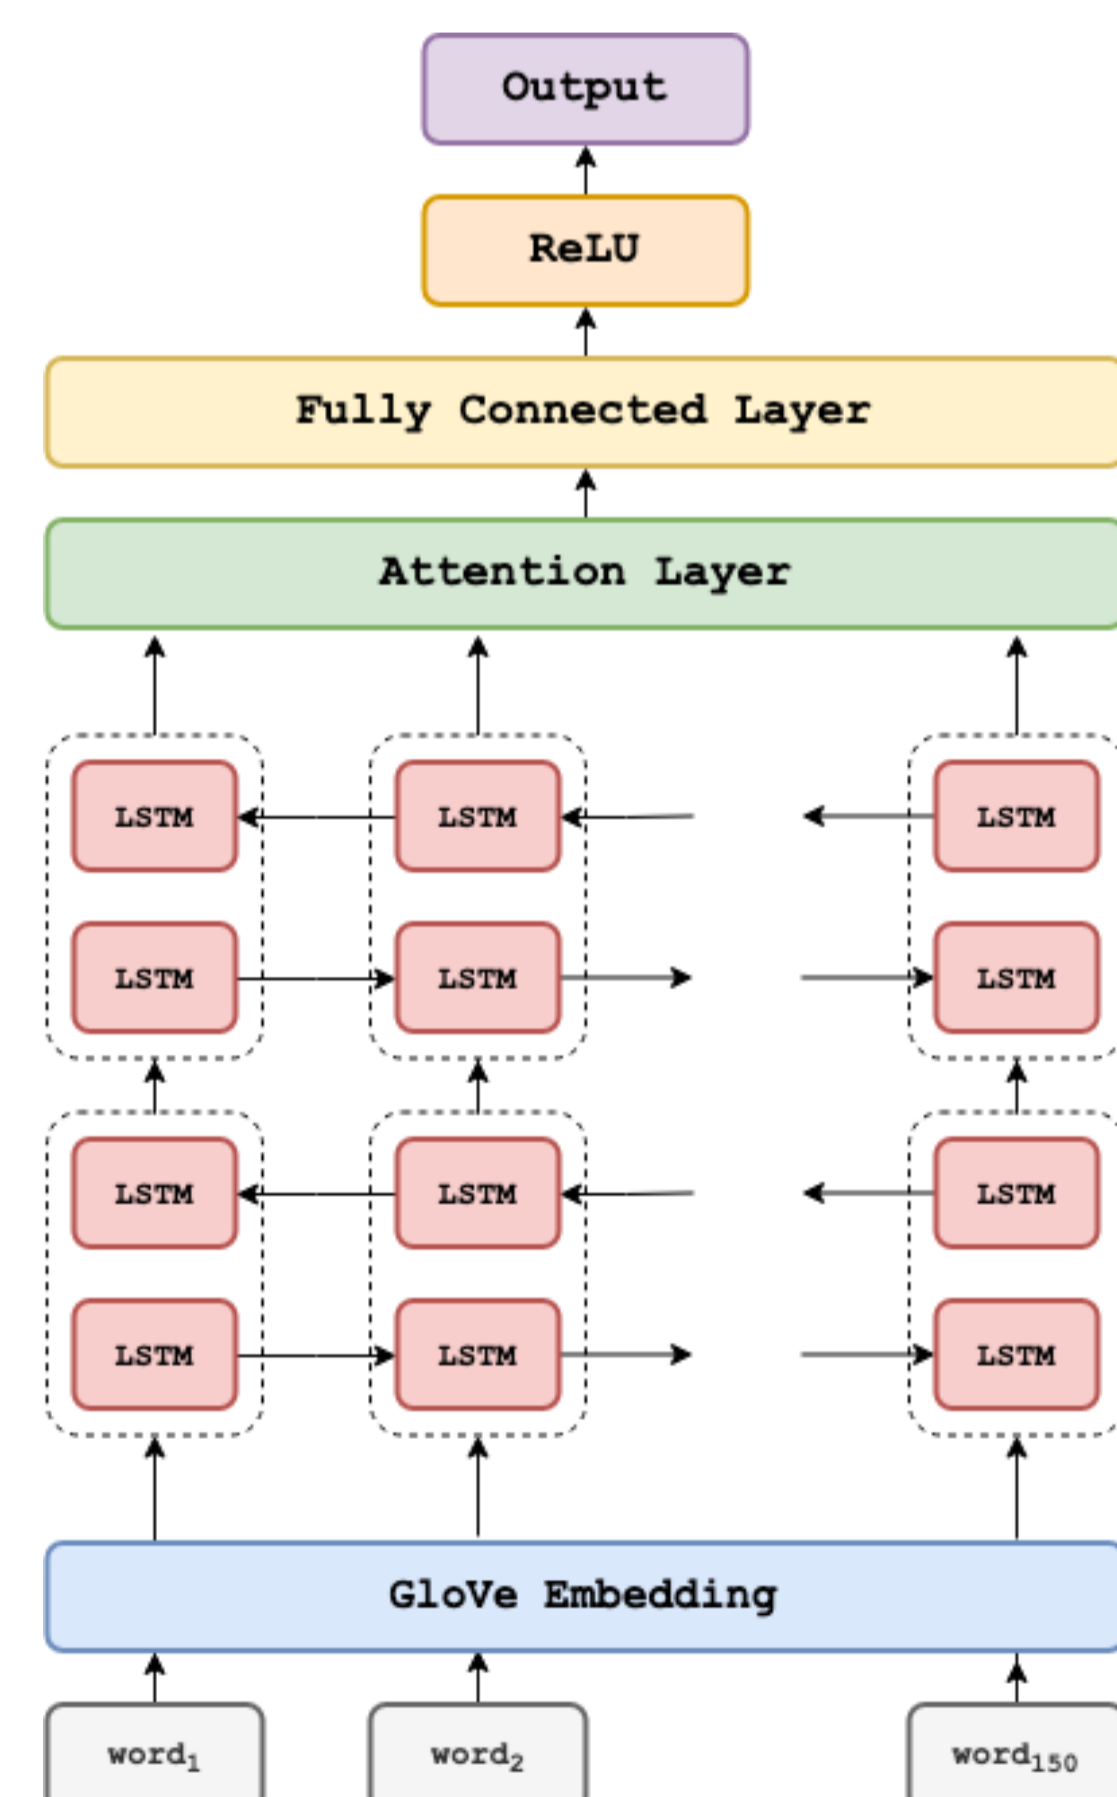 Output
ReLU
Fully Connected Layer
Attention Layer
LSTM LSTM LSTM
LSTM LSTM LSTM
LSTM LSTM LSTM
LSTM LSTM LSTM
GloVe Embedding
word₁ word₂ word₁₅₀